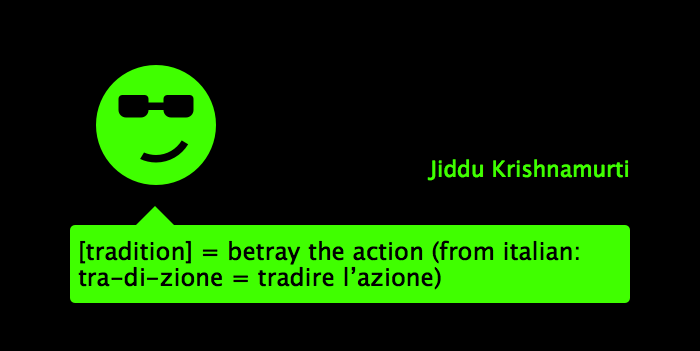 Jiddu Krishnamurti
[tradition] = betray the action (from italian:
tra-di-zione = tradire l’azione)